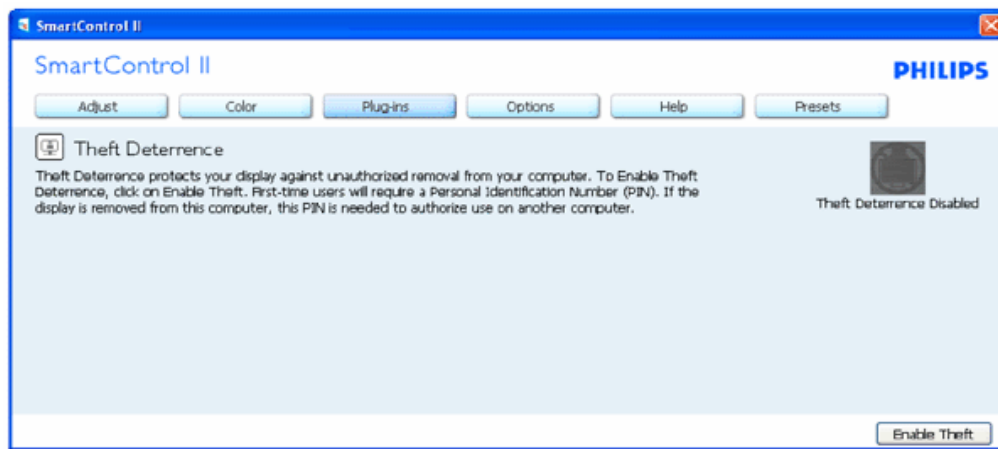 SmartControl II
SmartControl II
PHILIPS
Adjust Color Plug-ins Options Help Presets
Theft Deterrence
Theft Deterrence protects your display against unauthorized removal from your computer. To Enable Theft
Deterrence, click on Enable Theft. First-time users will require a Personal Identification Number (PIN). If the
display is removed from this computer, this PIN is needed to authorize use on another computer.
Theft Deterrence Disabled
Enable Theft